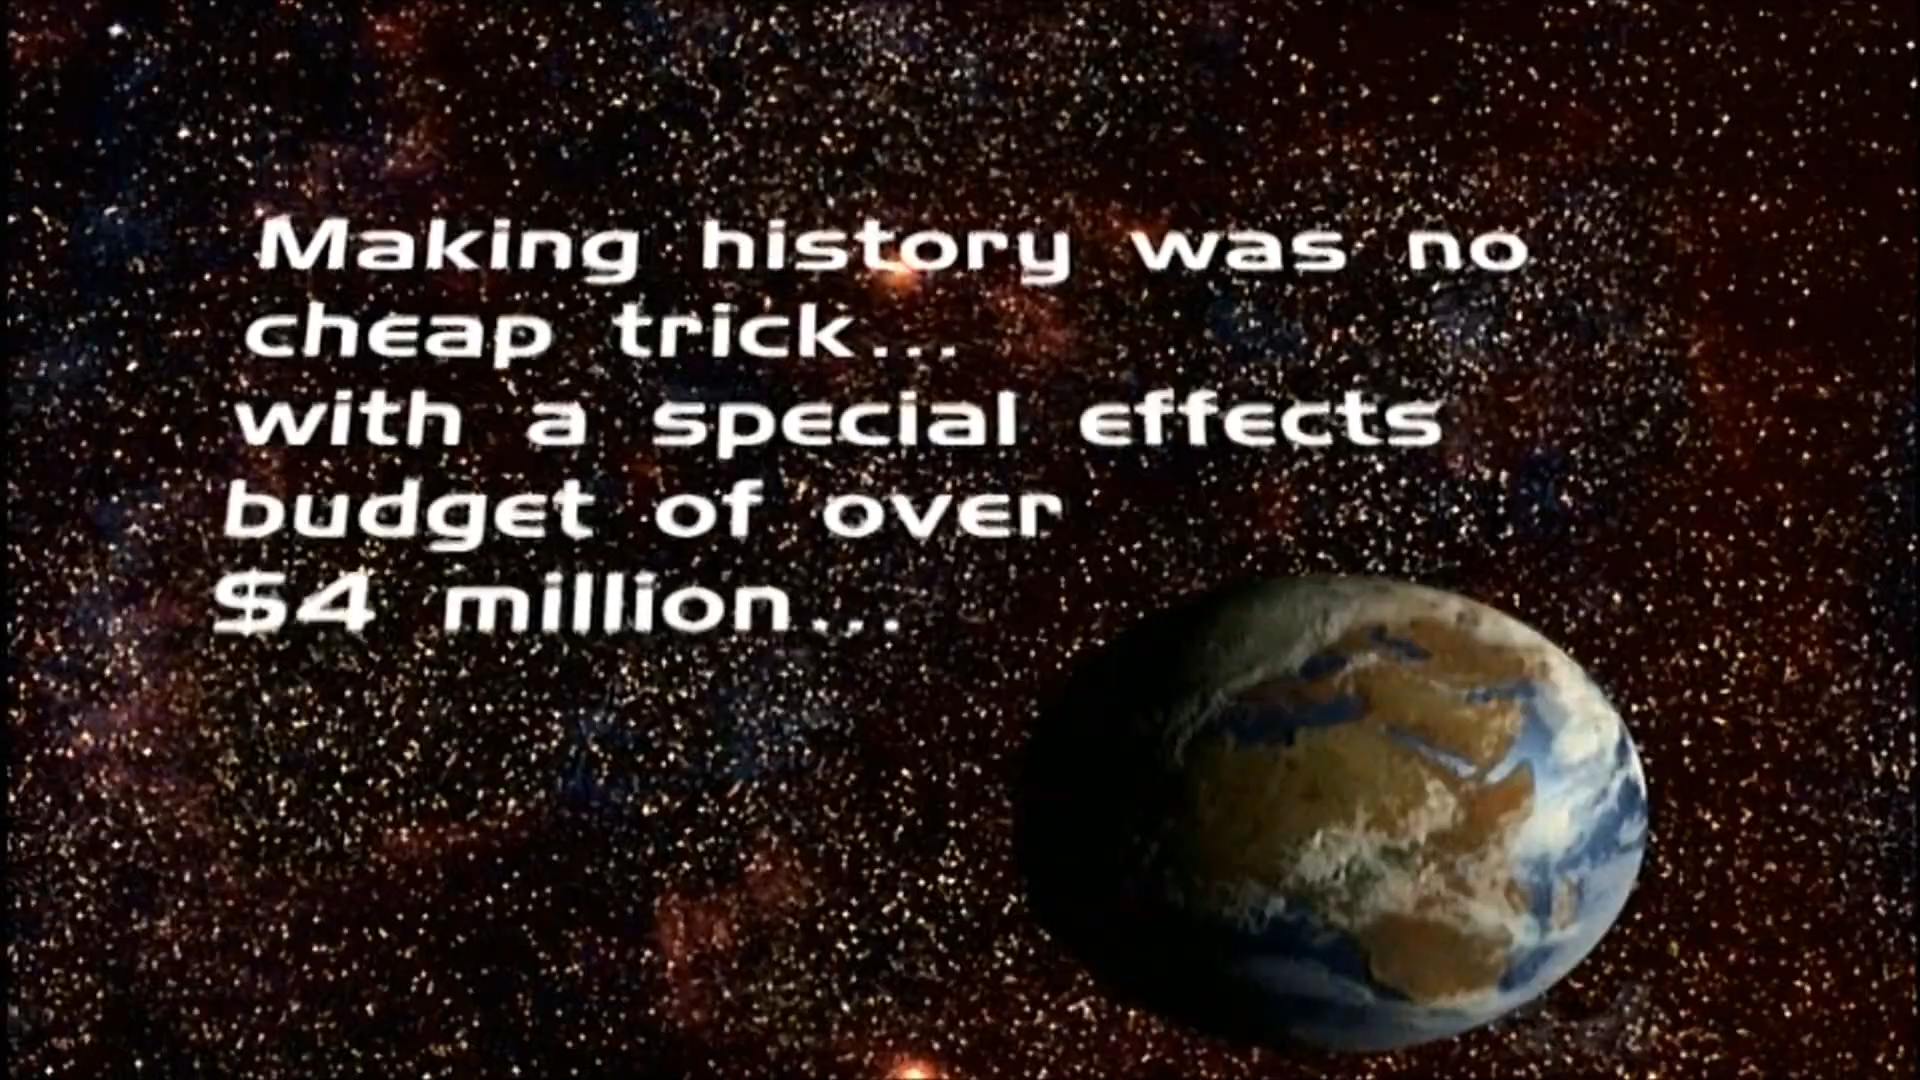 Making history was no
cheap trick...
with a special effects
budget of over
$4 million...